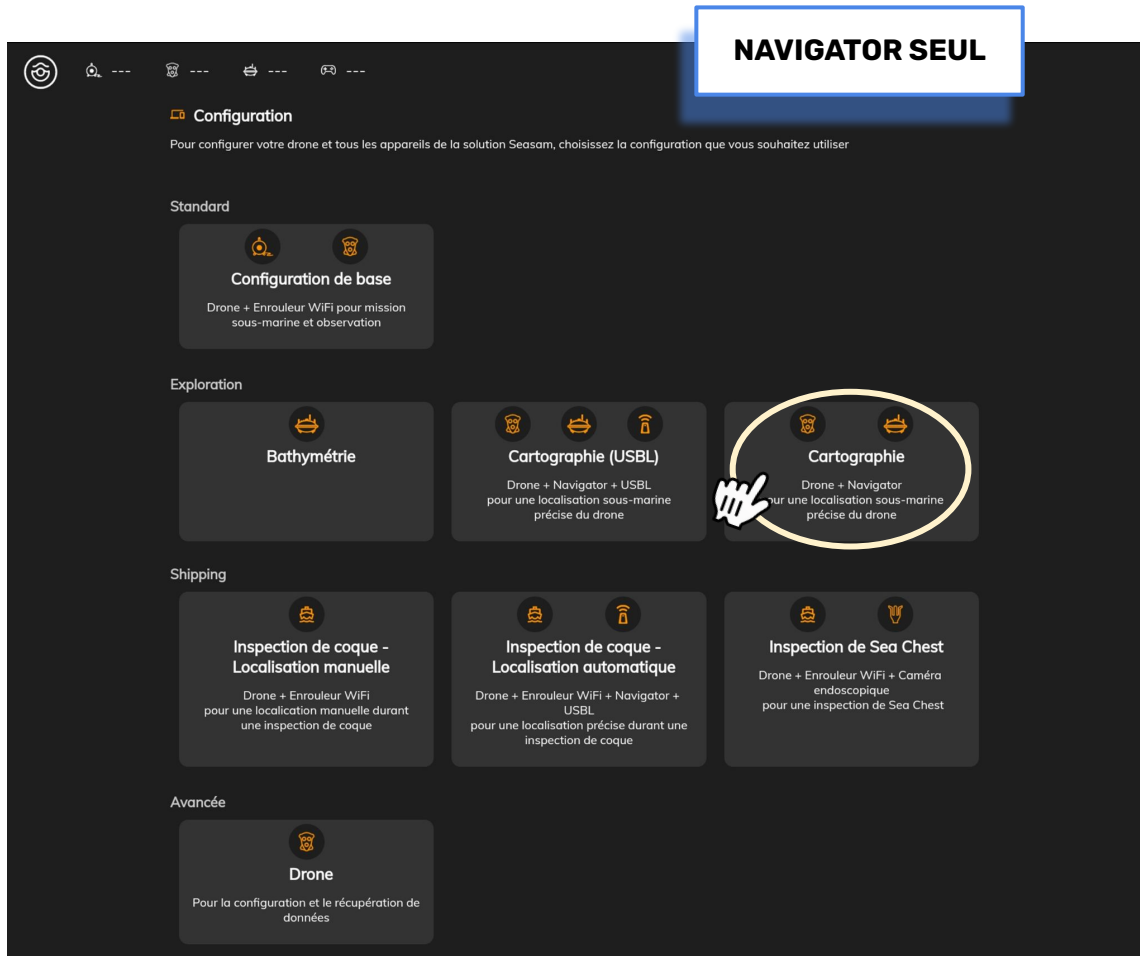 NAVIGATOR SEUL
--- --- --- ---
Configuration
Pour configurer votre drone et tous les appareils de la solution Seasam, choisissez la configuration que vous souhaitez utiliser
Standard
Configuration de base
Drone + Enrouleur WiFi pour mission
sous-marine et observation
Exploration
Bathymétrie
Cartographie (USBL)
Drone + Navigator + USBL
pour une localisation sous-marine
précise du drone
Cartographie
Drone + Navigator
our une localisation sous-marine
précise du drone
Shipping
Inspection de coque -
Localisation manuelle
Drone + Enrouleur WiFi
pour une localication manuelle durant
une inspection de coque
Inspection de coque -
Localisation automatique
Drone + Enrouleur WiFi + Navigator +
USBL
pour une localisation précise durant une
inspection de coque
Inspection de Sea Chest
Drone + Enrouleur WiFi + Caméra
endoscopique
pour une inspection de Sea Chest
Avancée
Drone
Pour la configuration et le récupération de
données